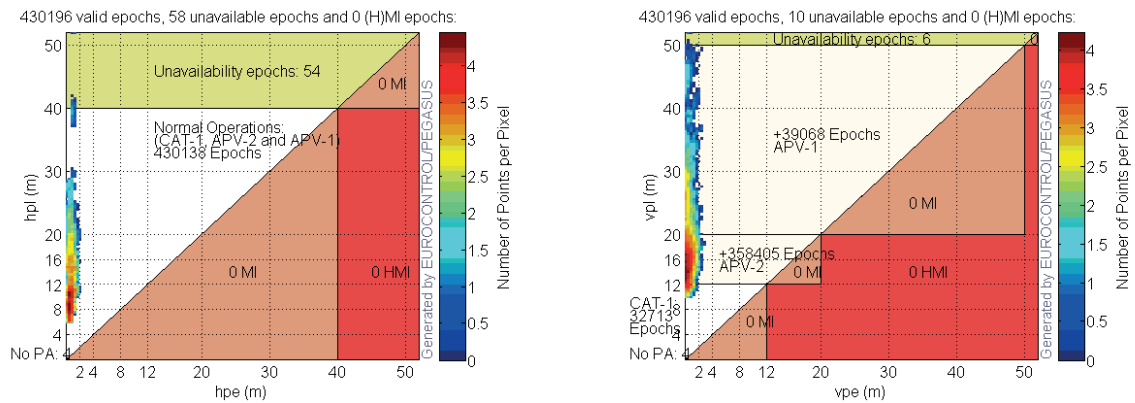 430196 valid epochs, 58 unavailable epochs and 0 (H)MI epochs:
50
40
30
20
16
12
8
4
hpl (m)
Unavailability epochs: 54
0 MI
Normal Operations:
(CAT-1, APV-2 and APV-1)
430138 Epochs
0 MI
0 HMI
No PA: 4
2 4 8 12 20 30 40 50
hpe (m)
Generated by EUROCONTROL/PEGASUS
4
3.5
3
2.5
2
1.5
1
0.5
0
Number of Points per Pixel
430196 valid epochs, 10 unavailable epochs and 0 (H)MI epochs:
50
40
30
20
16
12
4
vpl (m)
Unavailability epochs: 6
0
+39068 Epochs
APV-1
0 MI
+358405 Epochs
APV-2
0 MI
0 HMI
CAT-1:
32713
Epochs
0 MI
No PA: 4
2 4 8 12 20 30 40 50
vpe (m)
Generated by EUROCONTROL/PEGASUS
4
3.5
3
2.5
2
1.5
1
0.5
0
Number of Points per Pixel